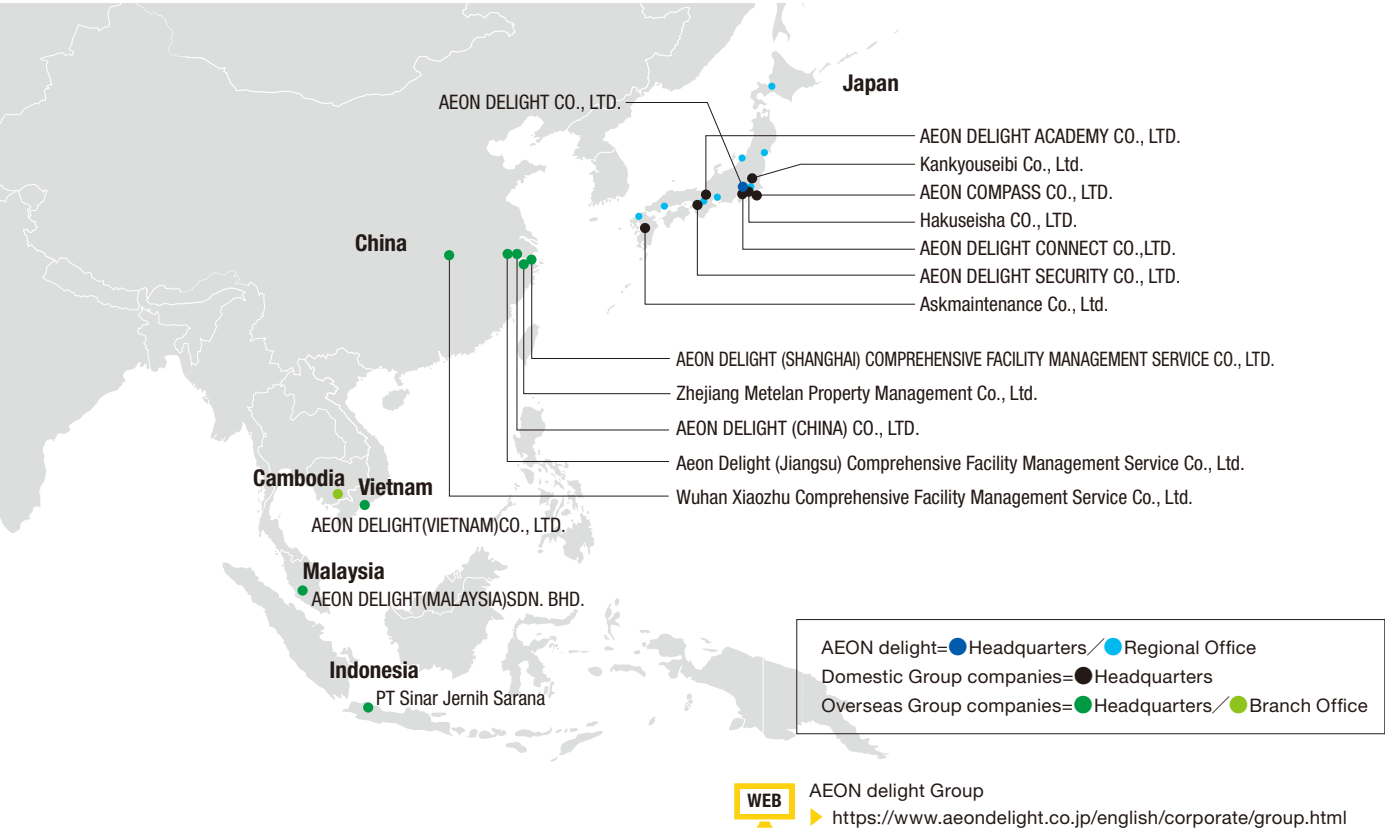 Japan
AEON DELIGHT CO., LTD.
AEON DELIGHT ACADEMY CO., LTD.
Kankyouseibi Co., Ltd.
AEON COMPASS CO., LTD.
Hakuseisha CO., LTD.
AEON DELIGHT CONNECT CO.,LTD.
AEON DELIGHT SECURITY CO., LTD.
Askmaintenance Co., Ltd.
China
AEON DELIGHT (SHANGHAI) COMPREHENSIVE FACILITY MANAGEMENT SERVICE CO., LTD.
Zhejiang Metelan Property Management Co., Ltd.
AEON DELIGHT (CHINA) CO., LTD.
Aeon Delight (Jiangsu) Comprehensive Facility Management Service Co., Ltd.
Wuhan Xiaozhu Comprehensive Facility Management Service Co., Ltd.
Cambodia
Vietnam
AEON DELIGHT(VIETNAM)CO., LTD.
Malaysia
AEON DELIGHT(MALAYSIA)SDN. BHD.
Indonesia
PT Sinar Jernih Sarana
AEON delight=●Headquarters／●Regional Office
Domestic Group companies=●Headquarters
Overseas Group companies=●Headquarters／●Branch Office
WEB
AEON delight Group
https://www.aeondelight.co.jp/english/corporate/group.html